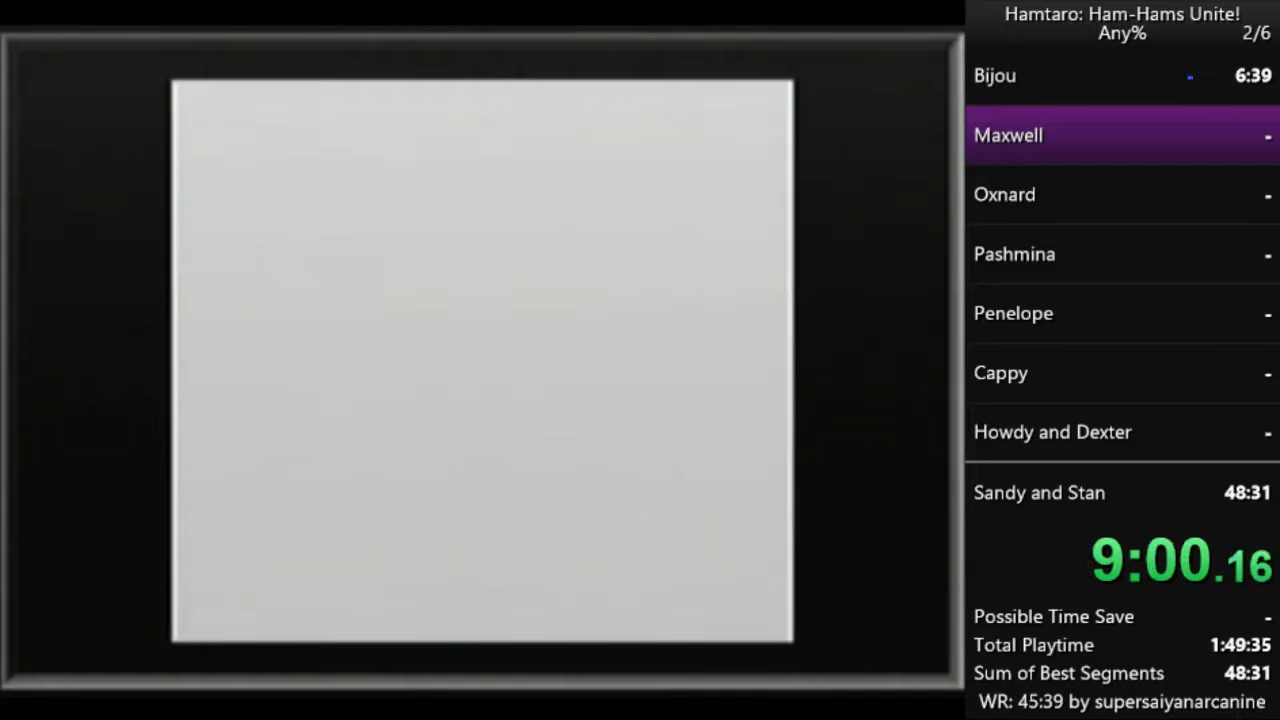 Hamtaro: Ham-Hams Unite!
Any% 2/6
Bijou - 6:39
Maxwell -
Oxnard -
Pashmina -
Penelope -
Cappy -
Howdy and Dexter -
Sandy and Stan 48:31
9:00.16
Possible Time Save -
Total Playtime 1:49:35
Sum of Best Segments 48:31
WR: 45:39 by supersaiyanarcanine